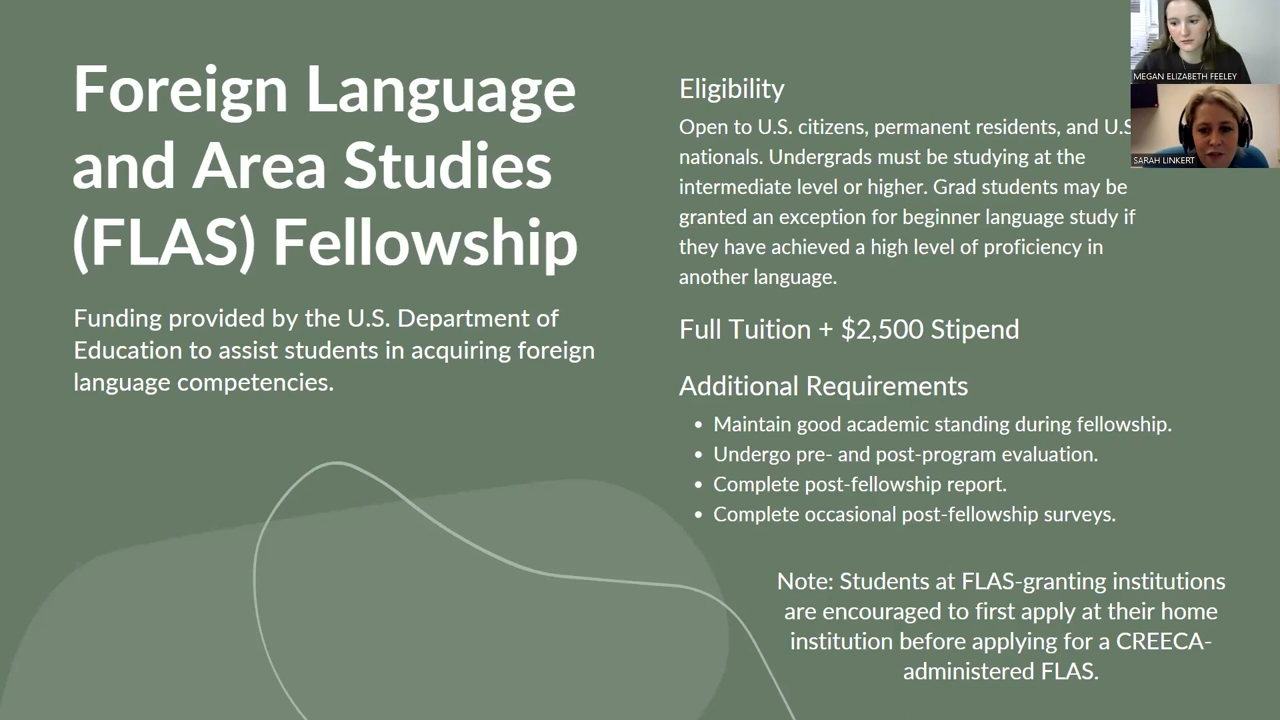 Foreign Language
and Area Studies
(FLAS) Fellowship
Funding provided by the U.S. Department of
Education to assist students in acquiring foreign
language competencies.
Eligibility
Open to U.S. citizens, permanent residents, and U.S
nationals. Undergrads must be studying at the
intermediate level or higher. Grad students may be
granted an exception for beginner language study if
they have achieved a high level of proficiency in
another language.
Full Tuition + $2,500 Stipend
Additional Requirements
• Maintain good academic standing during fellowship.
• Undergo pre- and post-program evaluation.
• Complete post-fellowship report.
• Complete occasional post-fellowship surveys.
Note: Students at FLAS-granting institutions
are encouraged to first apply at their home
institution before applying for a CREECA-
administered FLAS.
MEGAN ELIZABETH FEELEY
SARAH LINKERT